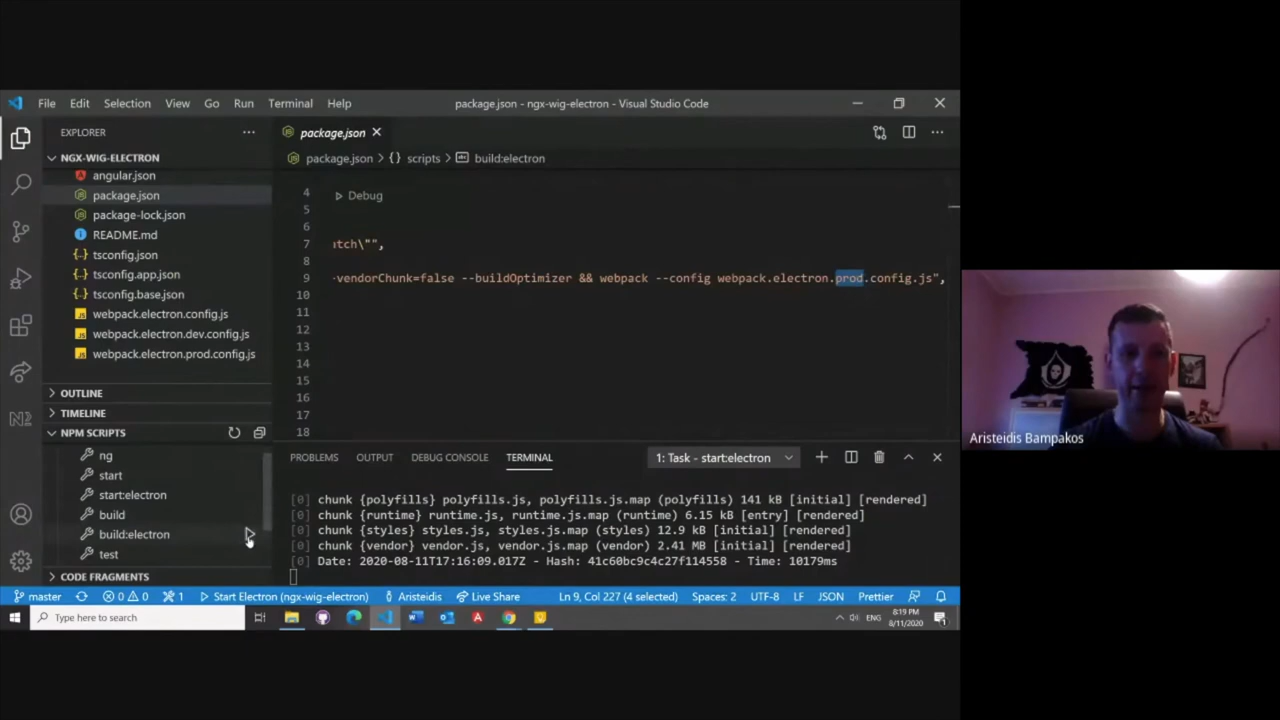 File Edit Selection View Go Run Terminal Help
package.json - ngx-wig-electron - Visual Studio Code
EXPLORER
NGX-WIG-ELECTRON
angular.json
package.json
package-lock.json
README.md
tsconfig.json
tsconfig.app.json
tsconfig.base.json
webpack.electron.config.js
webpack.electron.dev.config.js
webpack.electron.prod.config.js
OUTLINE
TIMELINE
NPM SCRIPTS
ng
start
start:electron
build
build:electron
test
CODE FRAGMENTS
package.json
package.json > {} scripts > build:electron
4
Debug
5
6
7 tch\"",
8
9 vendorChunk=false --buildOptimizer && webpack --config webpack.electron.prod.config.js",
10
11
12
13
14
15
16
17
18
PROBLEMS OUTPUT DEBUG CONSOLE TERMINAL
1: Task - start:electron
[0] chunk {polyfills} polyfills.js, polyfills.js.map (polyfills) 141 kB [initial] [rendered]
[0] chunk {runtime} runtime.js, runtime.js.map (runtime) 6.15 kB [entry] [rendered]
[0] chunk {styles} styles.js, styles.js.map (styles) 12.9 kB [initial] [rendered]
[0] chunk {vendor} vendor.js, vendor.js.map (vendor) 2.41 MB [initial] [rendered]
[0] Date: 2020-08-11T17:16:09.017Z - Hash: 41c60bc9c4c27f114558 - Time: 10179ms
master 0 0 1 Start Electron (ngx-wig-electron) Aristeidis Live Share Ln 9, Col 227 (4 selected) Spaces: 2 UTF-8 LF JSON Prettier
Type here to search
ENG
8:19 PM
8/11/2020
Aristeidis Bampakos